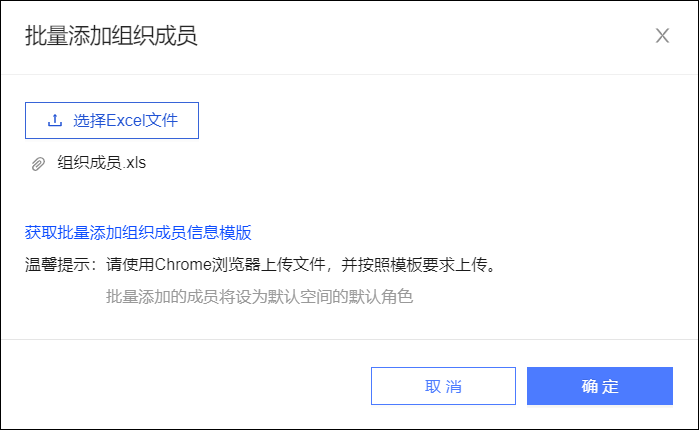 批量添加组织成员
选择Excel文件
组织成员.xls
获取批量添加组织成员信息模版
温馨提示：请使用Chrome浏览器上传文件，并按照模板要求上传。
批量添加的成员将设为默认空间的默认角色
取 消
确 定